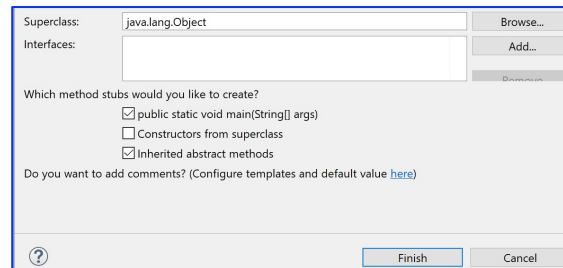 Superclass: java.lang.Object Browse...
Interfaces: Add...
Remove
Which method stubs would you like to create?
public static void main(String[] args)
Constructors from superclass
Inherited abstract methods
Do you want to add comments? (Configure templates and default value here)
? Finish Cancel